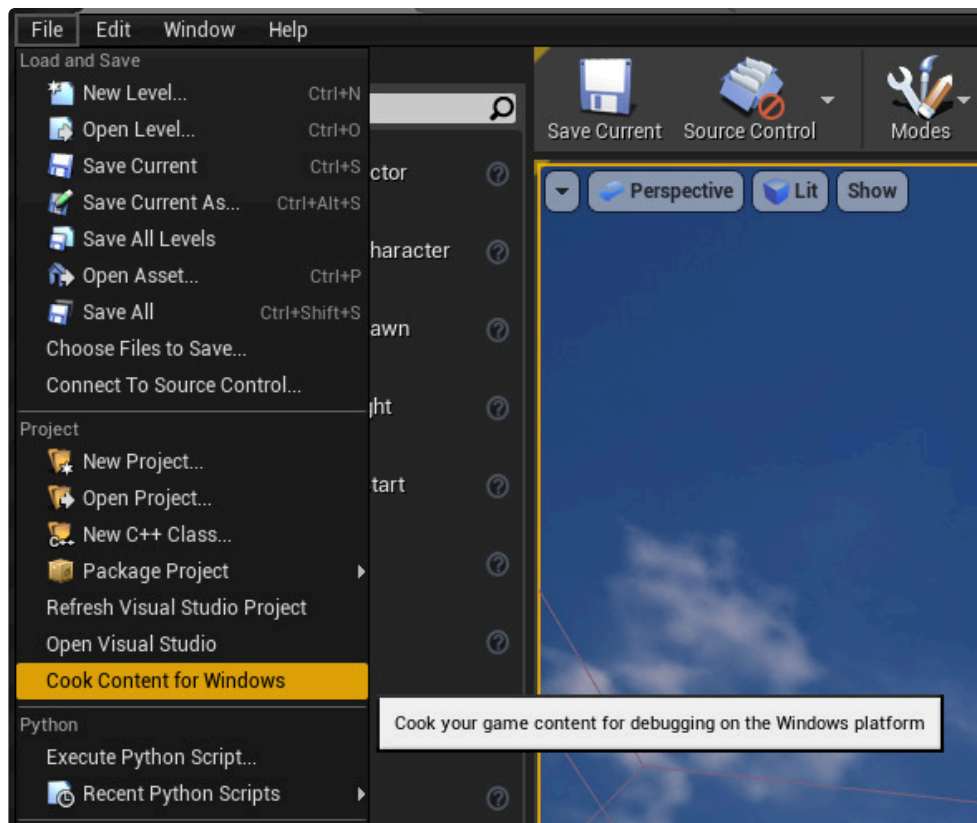 File Edit Window Help
Load and Save
New Level... Ctrl+N
Open Level... Ctrl+O
Save Current Ctrl+S
Save Current As... Ctrl+Alt+S
Save All Levels
Open Asset... Ctrl+P
Save All Ctrl+Shift+S
Choose Files to Save...
Connect To Source Control...
Project
New Project...
Open Project...
New C++ Class...
Package Project
Refresh Visual Studio Project
Open Visual Studio
Cook Content for Windows
Python
Execute Python Script...
Recent Python Scripts
ctor
haracter
awn
ght
tart
Save Current Source Control Modes
Perspective Lit Show
Cook your game content for debugging on the Windows platform